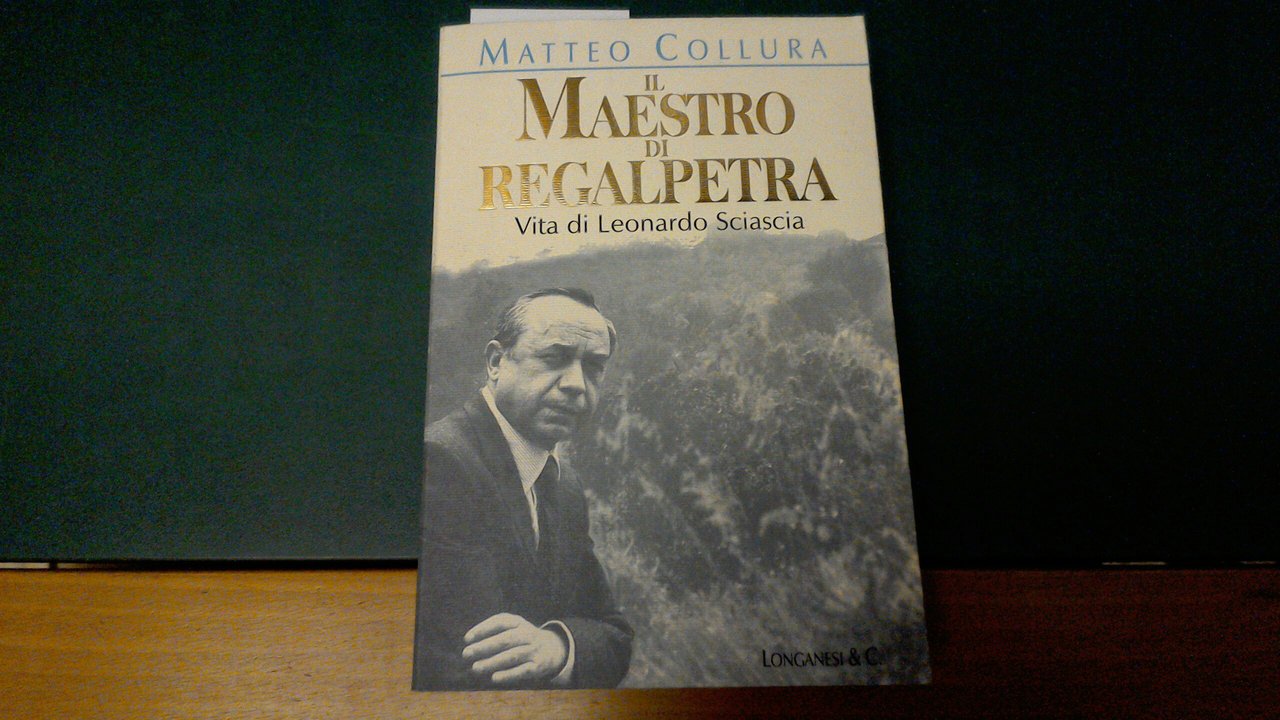 MATTEO COLLURA
IL
MAESTRO
DI
REGALPETRA
Vita di Leonardo Sciascia
LONGANESI & C.